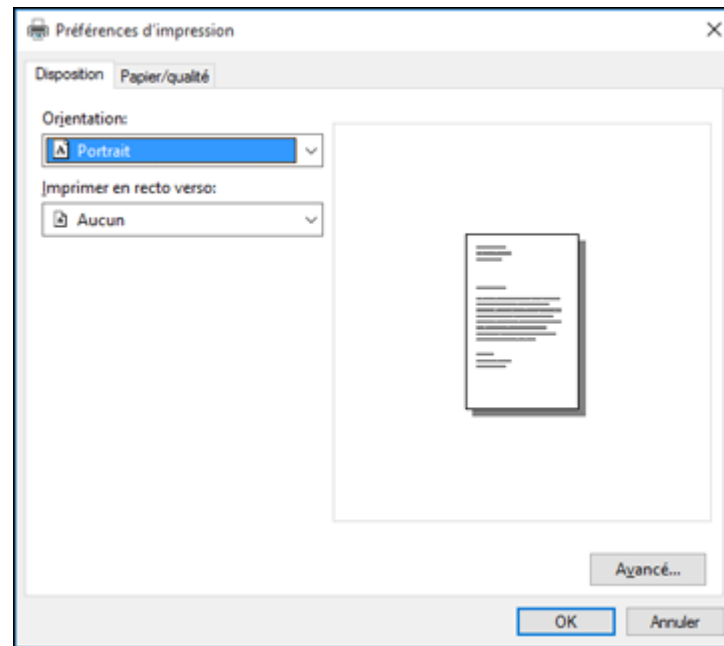 Préférences d'impression
Disposition Papier/qualité
Orientation:
Portrait
Imprimer en recto verso:
Aucun
Avancé...
OK Annuler